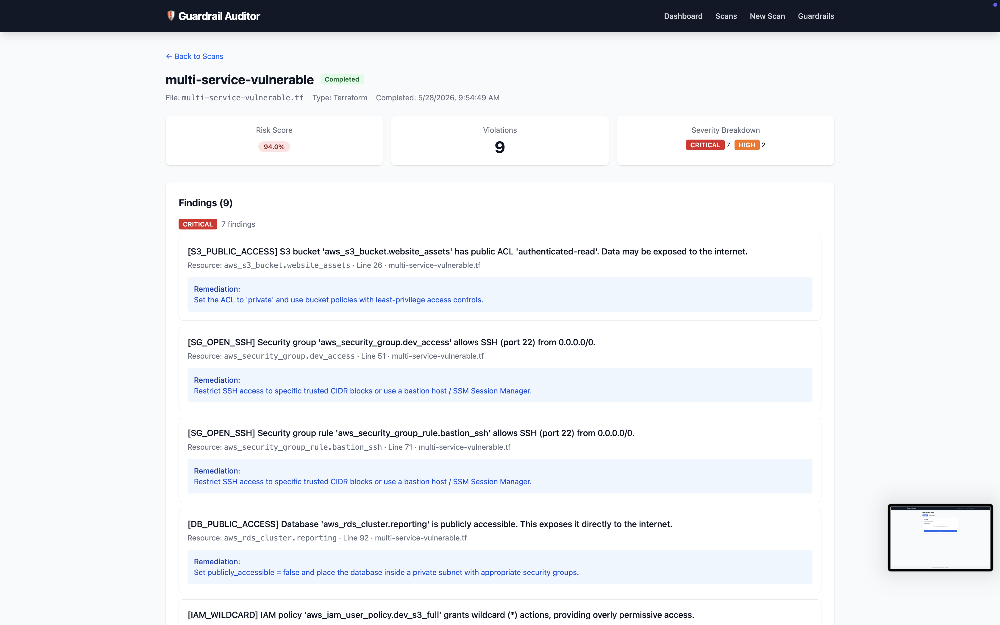 Guardrail Auditor
Dashboard Scans New Scan Guardrails
← Back to Scans
multi-service-vulnerable Completed
File: multi-service-vulnerable.tf Type: Terraform Completed: 5/28/2026, 9:54:49 AM
Risk Score
94.0%
Violations
9
Severity Breakdown
CRITICAL 7 HIGH 2
Findings (9)
CRITICAL 7 findings
[S3_PUBLIC_ACCESS] S3 bucket 'aws_s3_bucket.website_assets' has public ACL 'authenticated-read'. Data may be exposed to the internet.
Resource: aws_s3_bucket.website_assets · Line 26 · multi-service-vulnerable.tf
Remediation:
Set the ACL to 'private' and use bucket policies with least-privilege access controls.
[SG_OPEN_SSH] Security group 'aws_security_group.dev_access' allows SSH (port 22) from 0.0.0.0/0.
Resource: aws_security_group.dev_access · Line 51 · multi-service-vulnerable.tf
Remediation:
Restrict SSH access to specific trusted CIDR blocks or use a bastion host / SSM Session Manager.
[SG_OPEN_SSH] Security group rule 'aws_security_group_rule.bastion_ssh' allows SSH (port 22) from 0.0.0.0/0.
Resource: aws_security_group_rule.bastion_ssh · Line 71 · multi-service-vulnerable.tf
Remediation:
Restrict SSH access to specific trusted CIDR blocks or use a bastion host / SSM Session Manager.
[DB_PUBLIC_ACCESS] Database 'aws_rds_cluster.reporting' is publicly accessible. This exposes it directly to the internet.
Resource: aws_rds_cluster.reporting · Line 92 · multi-service-vulnerable.tf
Remediation:
Set publicly_accessible = false and place the database inside a private subnet with appropriate security groups.
[IAM_WILDCARD] IAM policy 'aws_iam_user_policy.dev_s3_full' grants wildcard (*) actions, providing overly permissive access.
Guardrail Auditor
New Security Scan